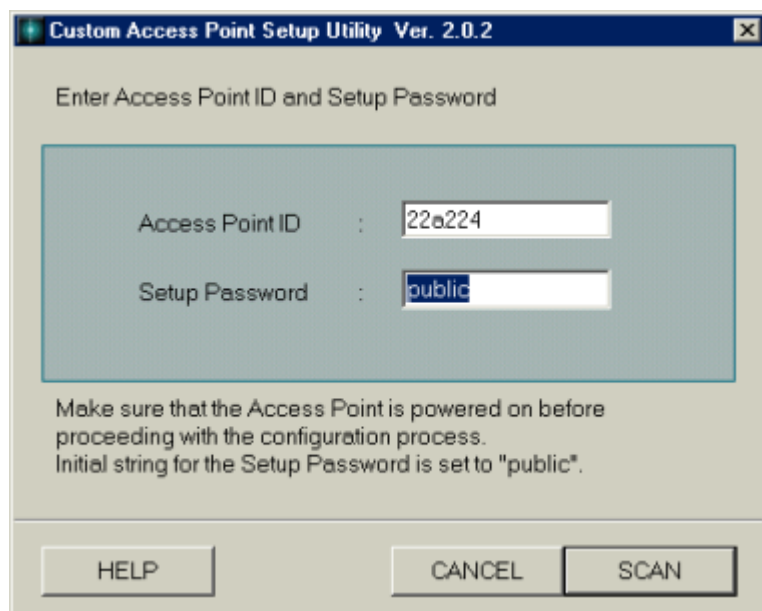 Custom Access Point Setup Utility Ver. 2.0.2
Enter Access Point ID and Setup Password
Access Point ID : 22a224
Setup Password : public
Make sure that the Access Point is powered on before
proceeding with the configuration process.
Initial string for the Setup Password is set to "public".
HELP CANCEL SCAN